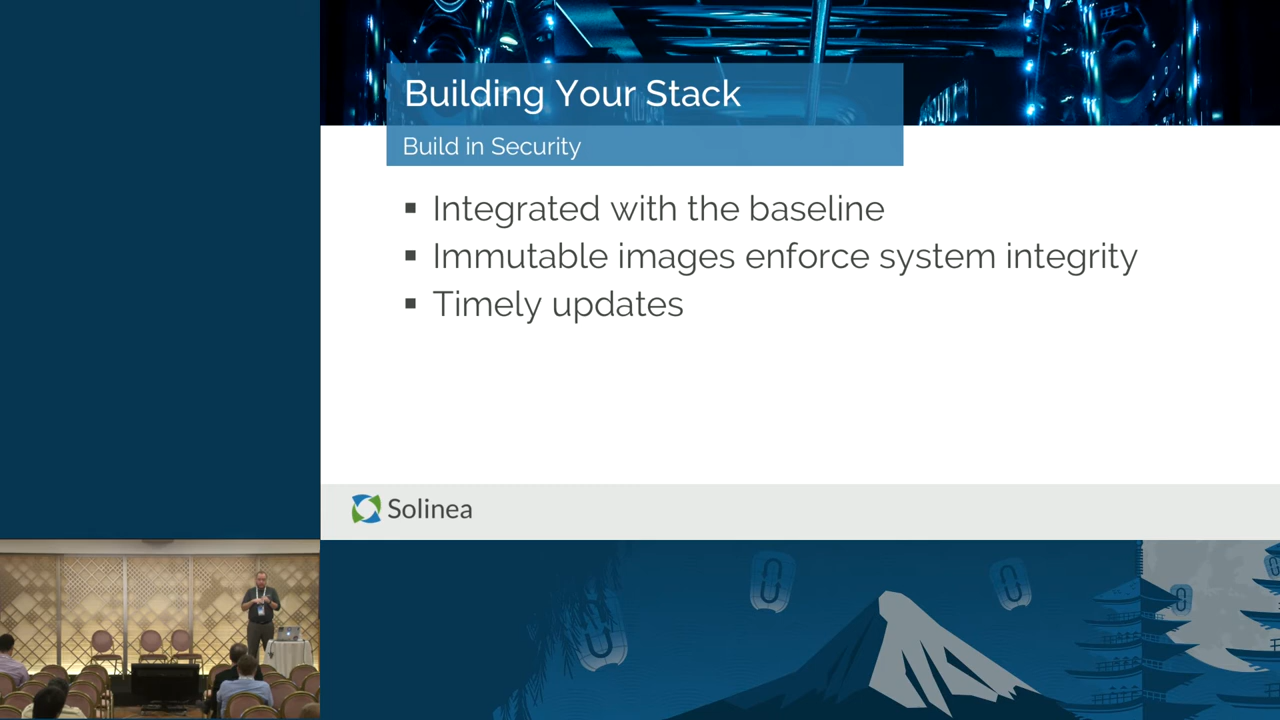 Building Your Stack
Build in Security
▪ Integrated with the baseline
▪ Immutable images enforce system integrity
▪ Timely updates
Solinea